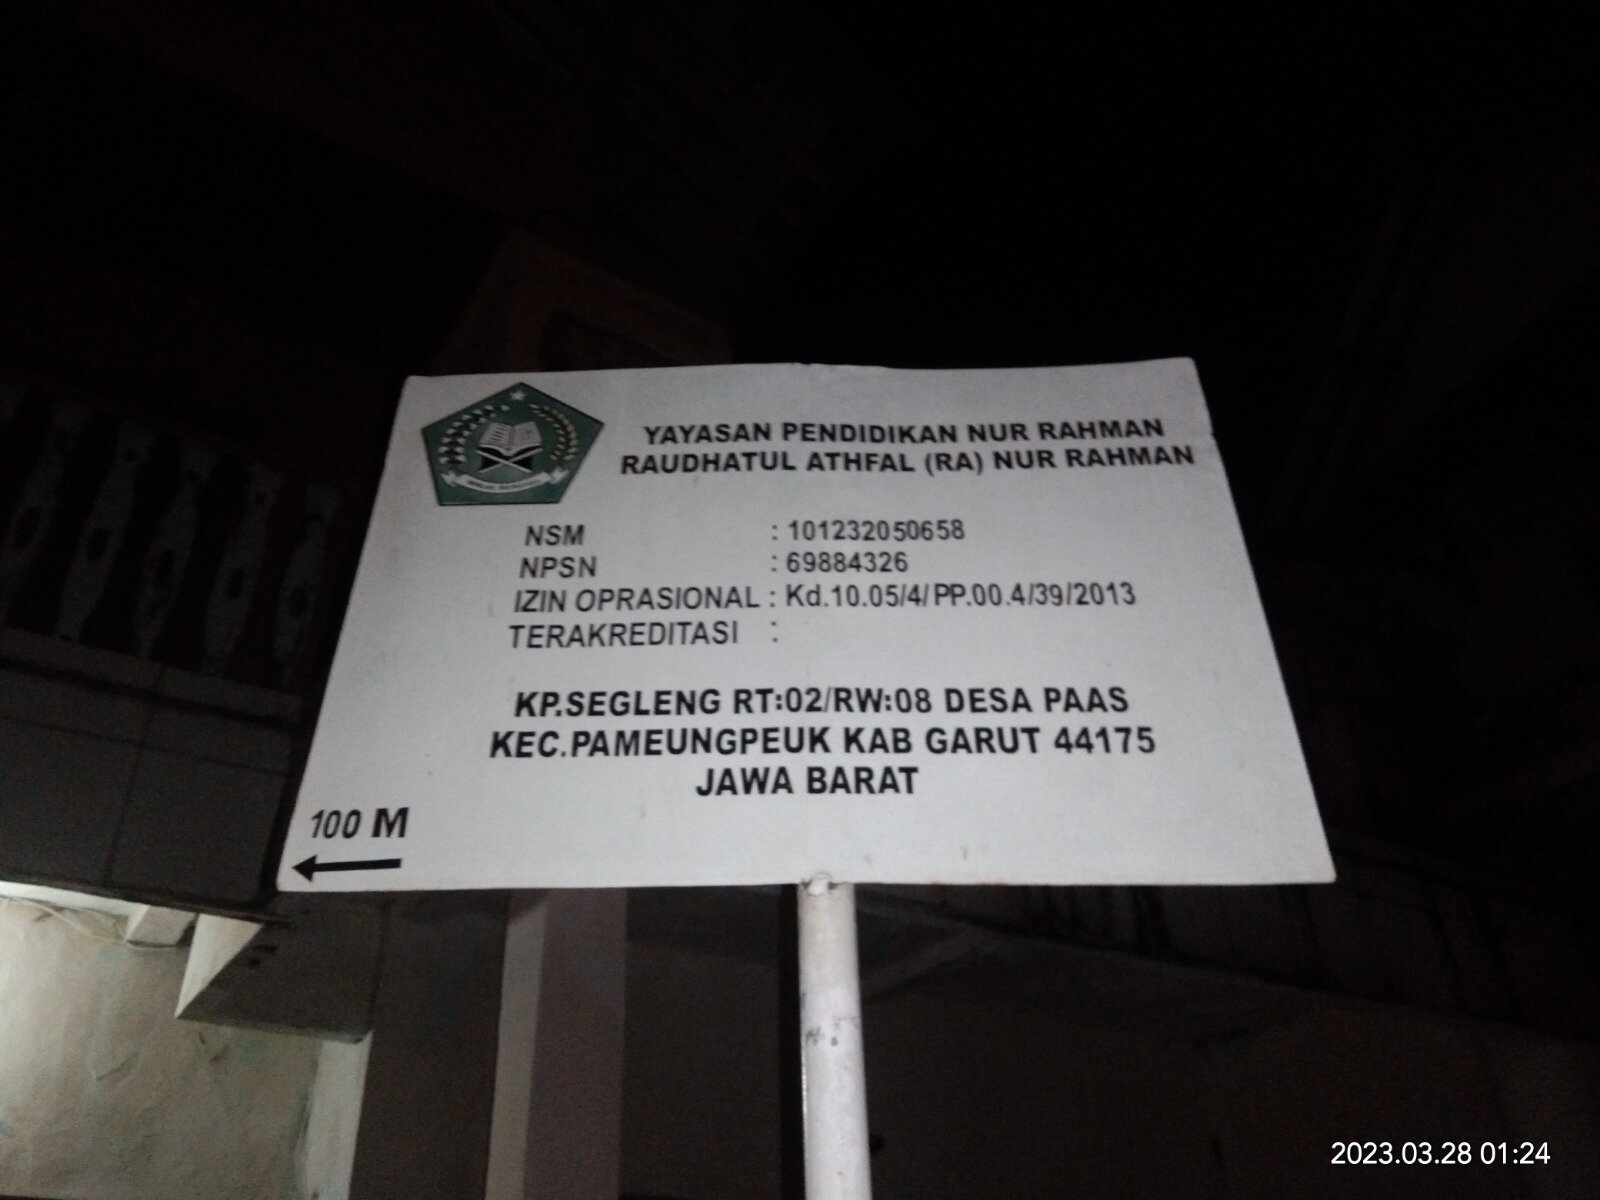 YAYASAN PENDIDIKAN NUR RAHMAN
RAUDHATUL ATHFAL (RA) NUR RAHMAN
NSM : 101232050658
NPSN : 69884326
IZIN OPRASIONAL : Kd.10.05/4/PP.00.4/39/2013
TERAKREDITASI :
KP.SEGLENG RT:02/RW:08 DESA PAAS
KEC.PAMEUNGPEUK KAB GARUT 44175
JAWA BARAT
100 M
2023.03.28 01:24